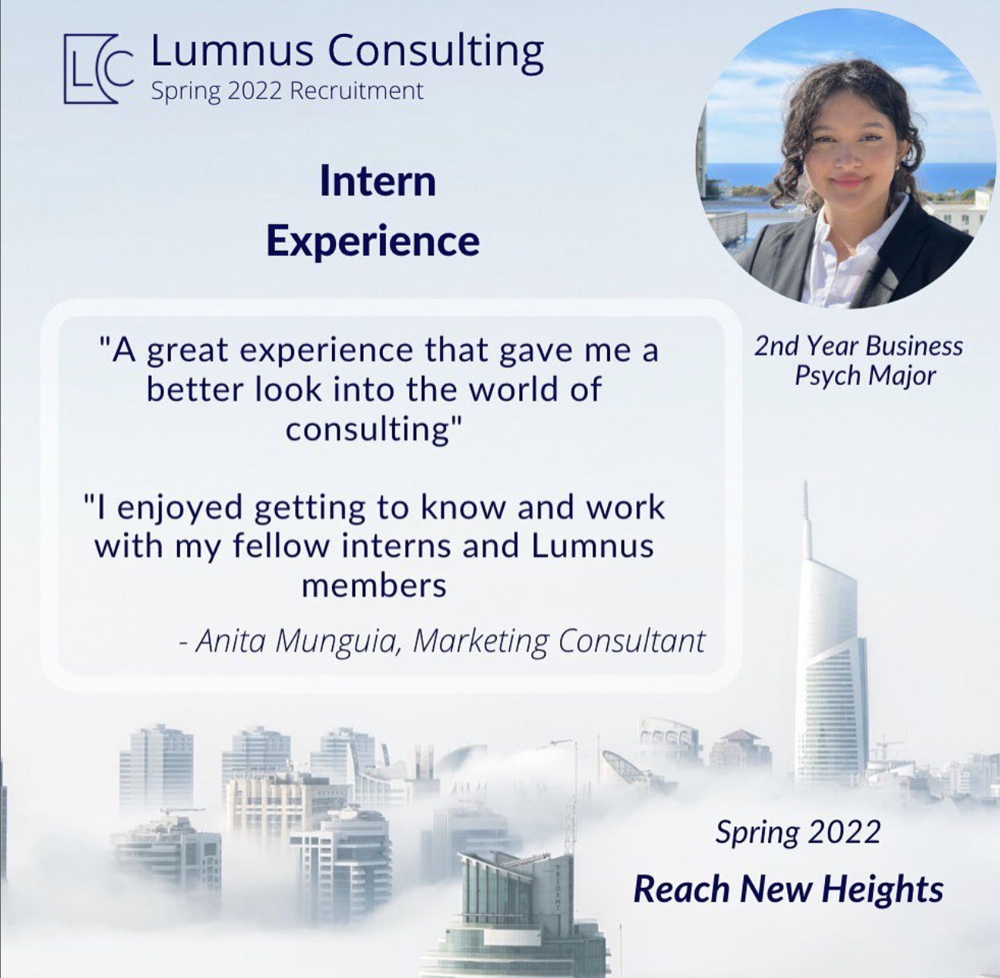 LC
Lumnus Consulting
Spring 2022 Recruitment
Intern
Experience
"A great experience that gave me a
better look into the world of
consulting"
"I enjoyed getting to know and work
with my fellow interns and Lumnus
members
- Anita Munguia, Marketing Consultant
2nd Year Business
Psych Major
TRIDENT
Spring 2022
Reach New Heights